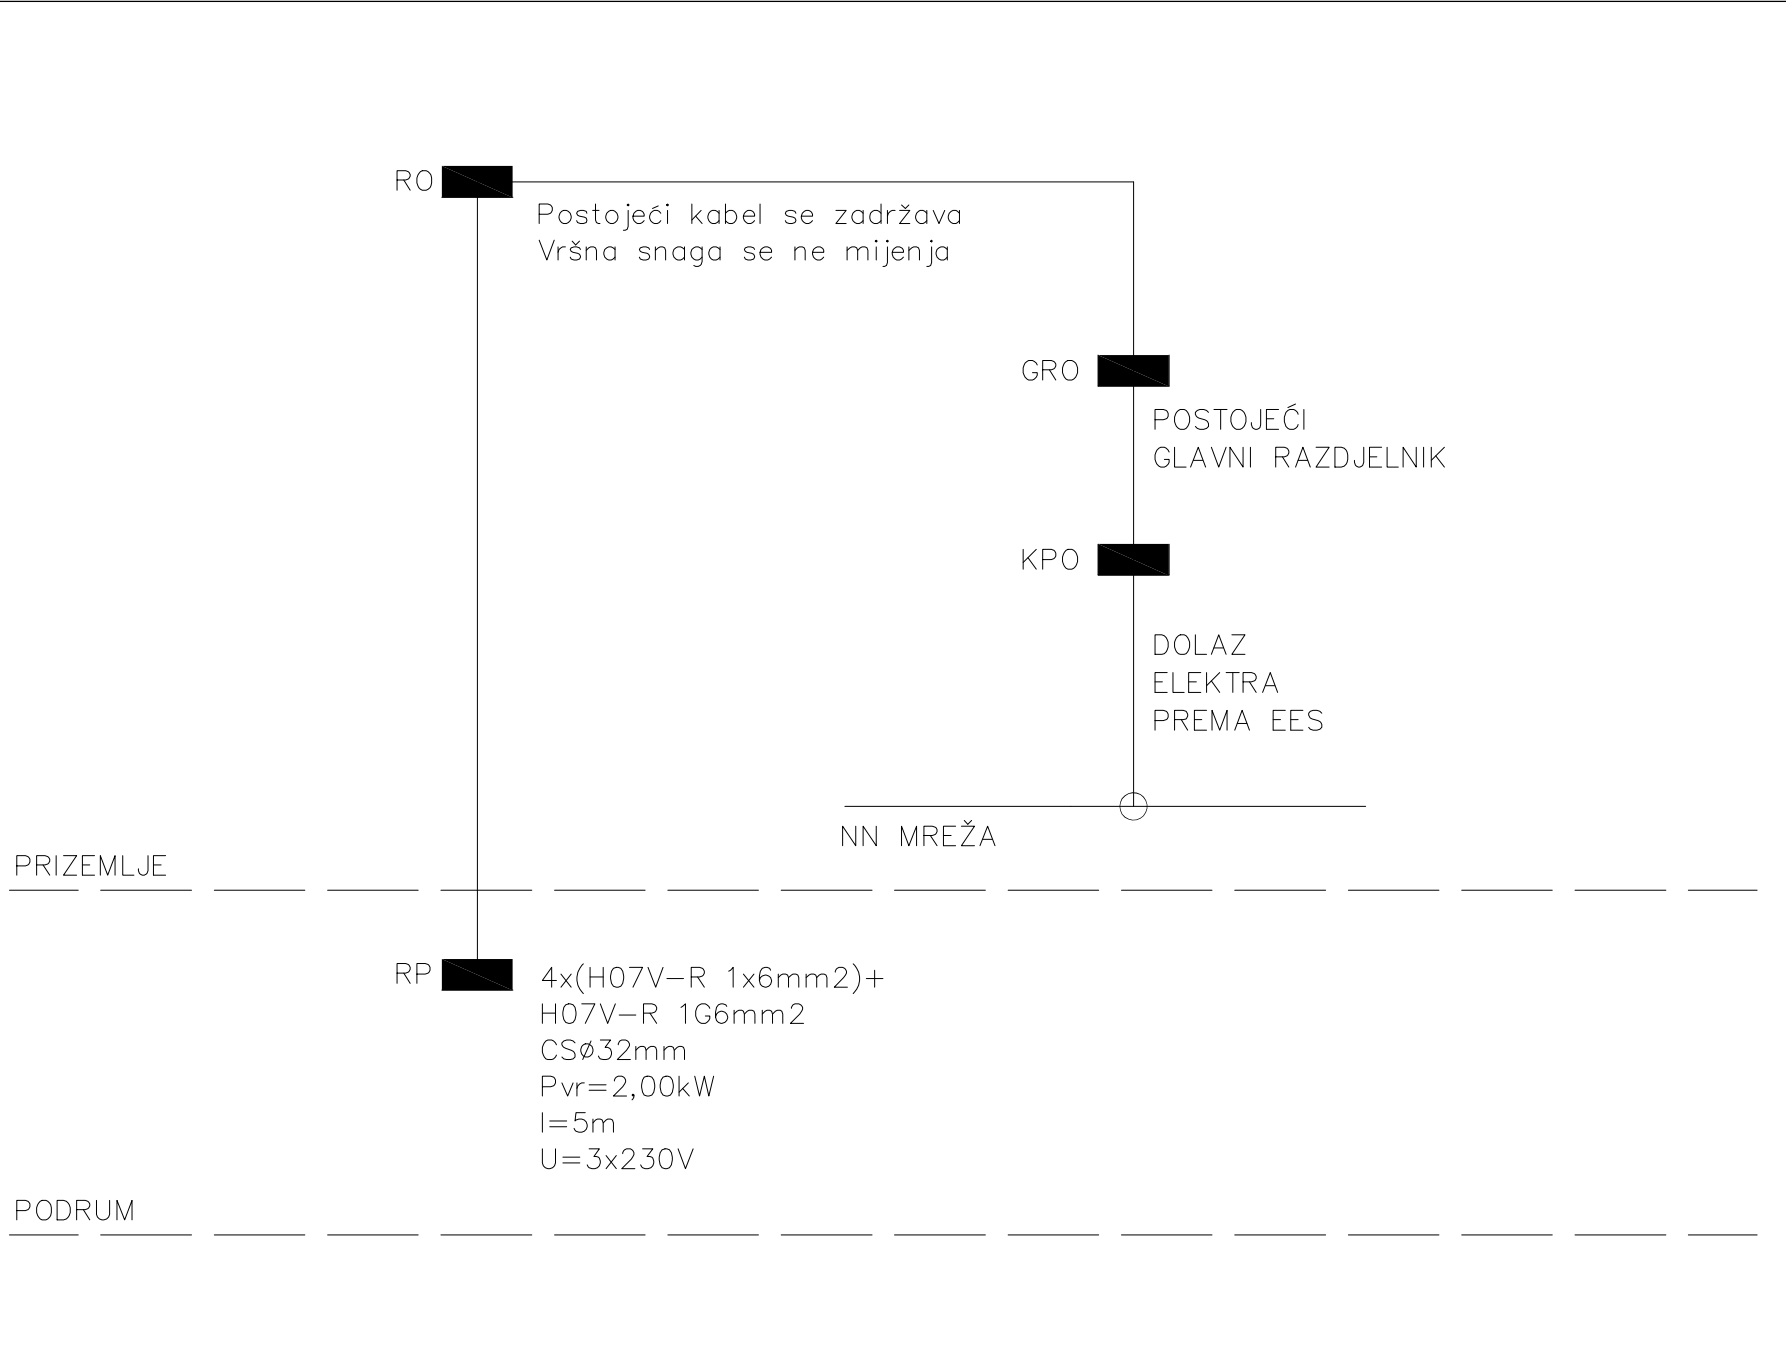 RO
Postojeći kabel se zadržava
Vršna snaga se ne mijenja
GRO
POSTOJEĆI
GLAVNI RAZDJELNIK
KPO
DOLAZ
ELEKTRA
PREMA EES
NN MREŽA
PRIZEMLJE
RP
4x(H07V-R 1x6mm2)+
H07V-R 1G6mm2
CSø32mm
Pvr=2,00kW
l=5m
U=3x230V
PODRUM